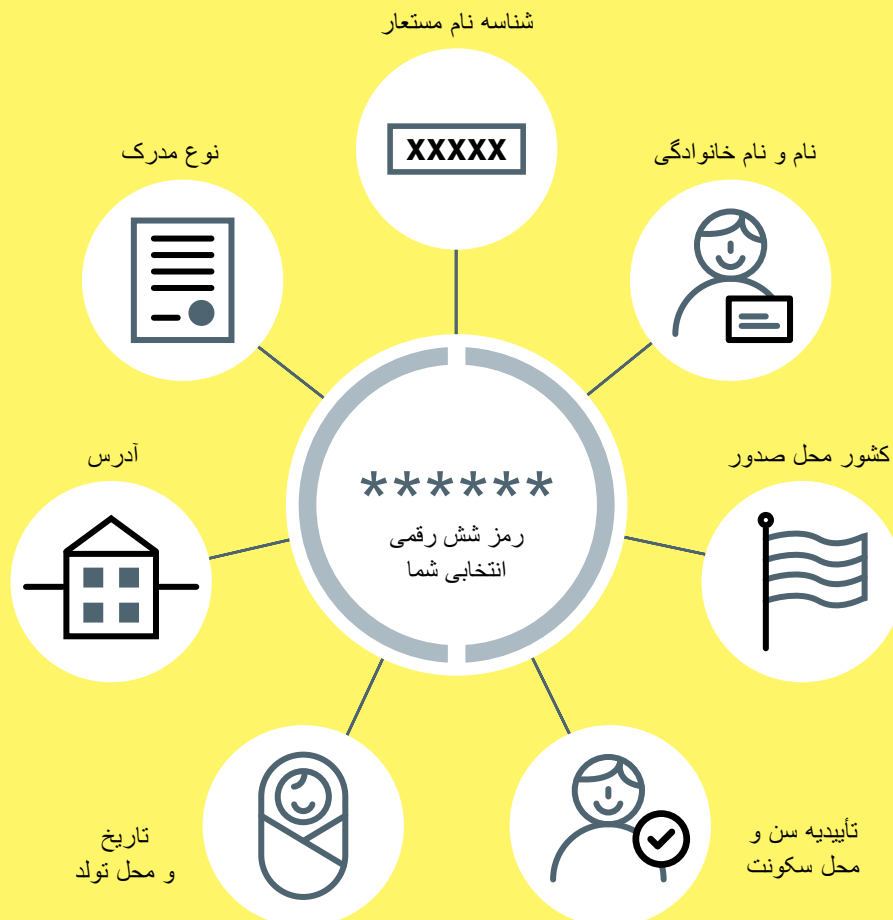 شناسه نام مستعار
xxxxx
نام و نام خانوادگی
نوع مدرک
کشور محل صدور
آدرس
******
رمز شش رقمی
انتخابی شما
تأییدیه سن و
محل سکونت
تاریخ
و محل تولد